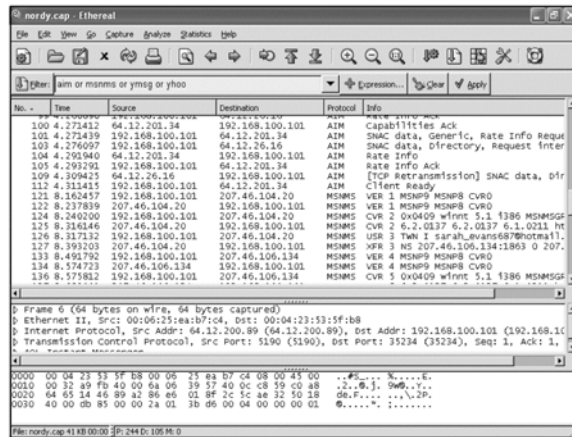 nordy.cap - Ethereal
File Edit View Go Capture Analyze Statistics Help
Filter: aim or msnms or ymsg or yhoo Expression... Clear Apply
No. - Time Source Destination Protocol Info
100 4.271412 64.12.201.34 192.168.100.101 AIM Capabilities Ack
101 4.271439 192.168.100.101 64.12.201.34 AIM SNAC data, Generic, Rate Info Reque
103 4.276097 192.168.100.101 64.12.26.16 AIM SNAC data, Directory, Request inter
104 4.291940 64.12.201.34 192.168.100.101 AIM Rate Info
105 4.293291 192.168.100.101 64.12.201.34 AIM Rate Info Ack
109 4.309425 64.12.26.16 192.168.100.101 AIM [TCP Retransmission] SNAC data, Dir
112 4.311415 192.168.100.101 64.12.201.34 AIM Client Ready
121 8.162457 192.168.100.101 207.46.104.20 MSNMS VER 1 MSNP9 MSNP8 CVR0
122 8.237839 207.46.104.20 192.168.100.101 MSNMS VER 1 MSNP9 MSNP8 CVR0
124 8.240200 192.168.100.101 207.46.104.20 MSNMS CVR 2 0x0409 winnt 5.1 i386 MSNMSGR
125 8.316145 207.46.104.20 192.168.100.101 MSNMS CVR 2 6.2.0137 6.2.0137 6.1.0211 ht
126 8.317132 192.168.100.101 207.46.104.20 MSNMS USR 3 TWN I sarah_evans687@hotmail.
127 8.393203 207.46.104.20 192.168.100.101 MSNMS XFR 3 NS 207.46.106.134:1863 0 207.
133 8.491792 192.168.100.101 207.46.106.134 MSNMS VER 4 MSNP9 MSNP8 CVR0
134 8.574723 207.46.106.134 192.168.100.101 MSNMS VER 4 MSNP9 MSNP8 CVR0
136 8.575812 192.168.100.101 207.46.106.134 MSNMS CVR 5 0x0409 winnt 5.1 i386 MSNMSGR
Frame 6 (64 bytes on wire, 64 bytes captured)
Ethernet II, Src: 00:06:25:ea:b7:c4, Dst: 00:04:23:53:5f:b8
Internet Protocol, Src Addr: 64.12.200.89 (64.12.200.89), Dst Addr: 192.168.100.101 (192.168.10
Transmission Control Protocol, Src Port: 5190 (5190), Dst Port: 35234 (35234), Seq: 1, Ack: 1,
0000 00 04 23 53 5f b8 00 06 25 ea b7 c4 08 00 45 00 ..#S_... %.....E.
0010 00 32 a9 fb 40 00 6a 06 39 57 40 0c c8 59 c0 a8 .2..@.j. 9W@..Y..
0020 64 65 14 46 89 a2 86 e6 01 8f 2c 5c ae 32 50 18 de.F.... ..,\.2P.
0030 40 00 db 85 00 00 2a 01 3b d6 00 04 00 00 00 01 @.....*. ;.......
File: nordy.cap 41 KB 00:00 P: 244 D: 105 M: 0